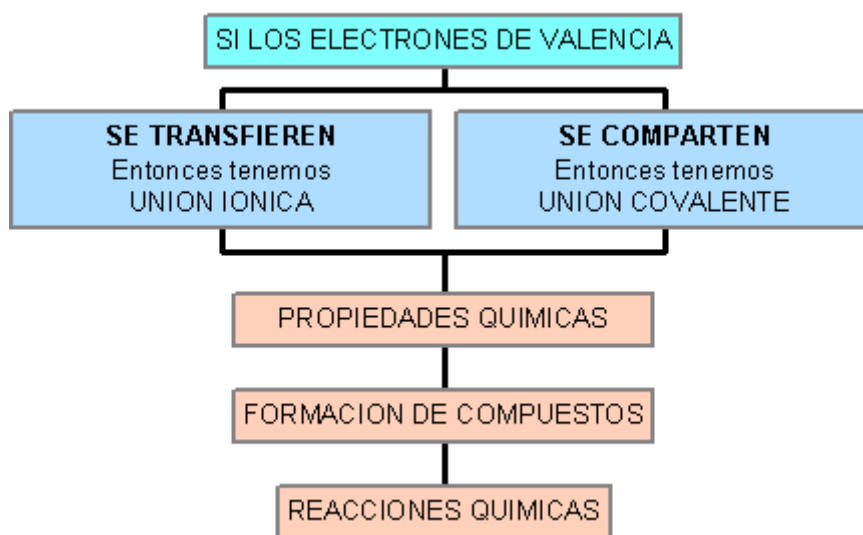 SI LOS ELECTRONES DE VALENCIA
SE TRANSFIEREN
Entonces tenemos
UNION IONICA
SE COMPARTEN
Entonces tenemos
UNION COVALENTE
PROPIEDADES QUIMICAS
FORMACION DE COMPUESTOS
REACCIONES QUIMICAS